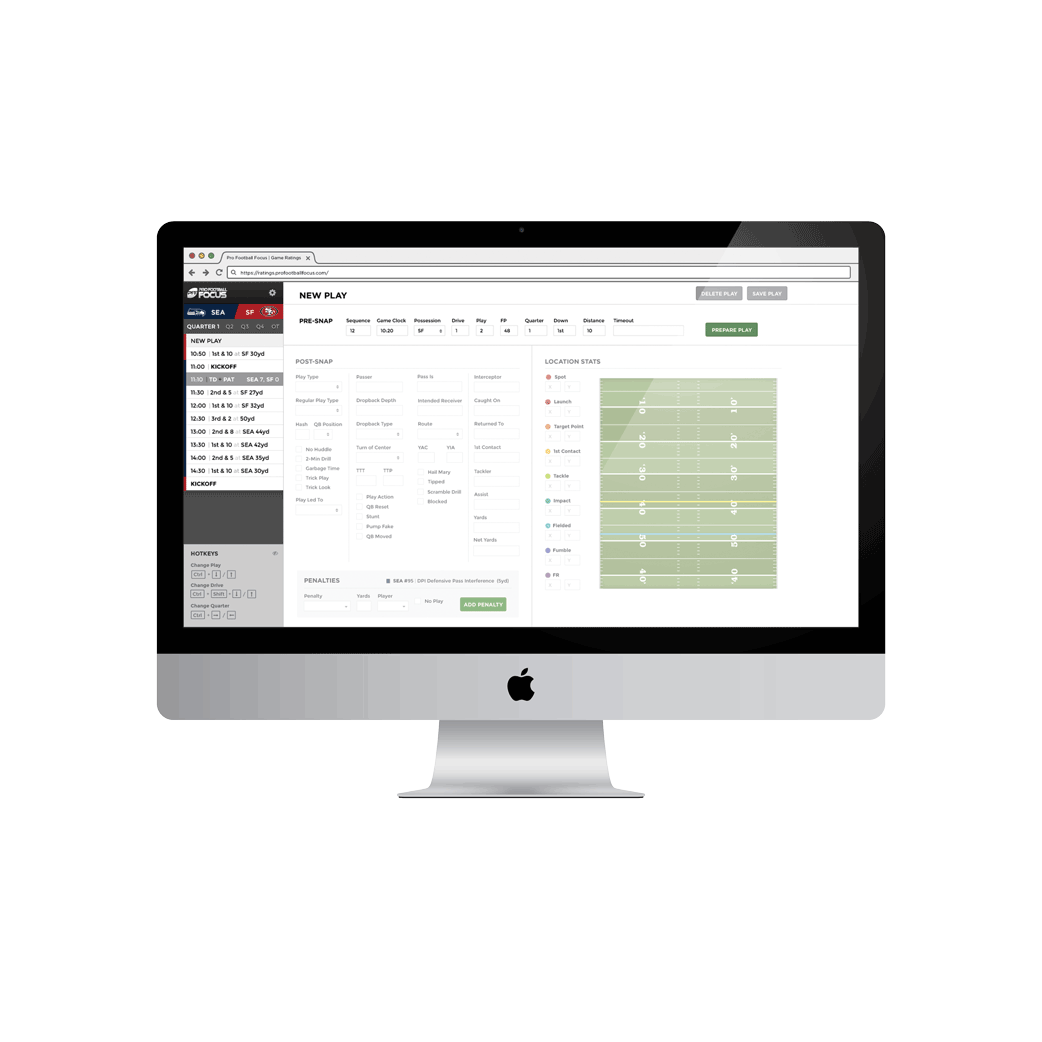 Pro Football Focus | Game Ratings
https://ratings.profootballfocus.com/
PRO FOOTBALL
FOCUS
SEA SF
QUARTER 1 Q2 Q3 Q4 OT
NEW PLAY
10:50 | 1st & 10 at SF 30yd
11:00 | KICKOFF
11:10 | TD + PAT SEA 7, SF 0
11:30 | 2nd & 5 at SF 27yd
12:00 | 1st & 10 at SF 32yd
12:30 | 3rd & 2 at 50yd
13:00 | 2nd & 8 at SEA 44yd
13:30 | 1st & 10 at SEA 42yd
14:00 | 2nd & 5 at SEA 35yd
14:30 | 1st & 10 at SEA 30yd
KICKOFF
HOTKEYS
Change Play
Ctrl + ↓ / ↑
Change Drive
Ctrl + Shift + ↓ / ↑
Change Quarter
Ctrl + → / ←
NEW PLAY
DELETE PLAY SAVE PLAY
PRE-SNAP
Sequence Game Clock Possession Drive Play FP Quarter Down Distance Timeout
12 10:20 SF 1 2 48 1 1st 10
PREPARE PLAY
POST-SNAP
Play Type
Regular Play Type
Hash QB Position
No Huddle
2-Min Drill
Garbage Time
Trick Play
Trick Look
Play Led To
Passer
Dropback Depth
Dropback Type
Turn of Center
TTT TTP
Play Action
QB Reset
Stunt
Pump Fake
QB Moved
Pass Is
Intended Receiver
Route
YAC YIA
Hail Mary
Tipped
Scramble Drill
Blocked
Interceptor
Caught On
Returned To
1st Contact
Tackler
Assist
Yards
Net Yards
PENALTIES
SEA #95 | DPI Defensive Pass Interference (5yd)
Penalty Yards Player
No Play
ADD PENALTY
LOCATION STATS
Spot
X Y
Launch
X Y
Target Point
X Y
1st Contact
X Y
Tackle
X Y
Impact
X Y
Fielded
X Y
Fumble
X Y
FR
X Y
10 10
20 20
30 30
40 40
50 50
40 40